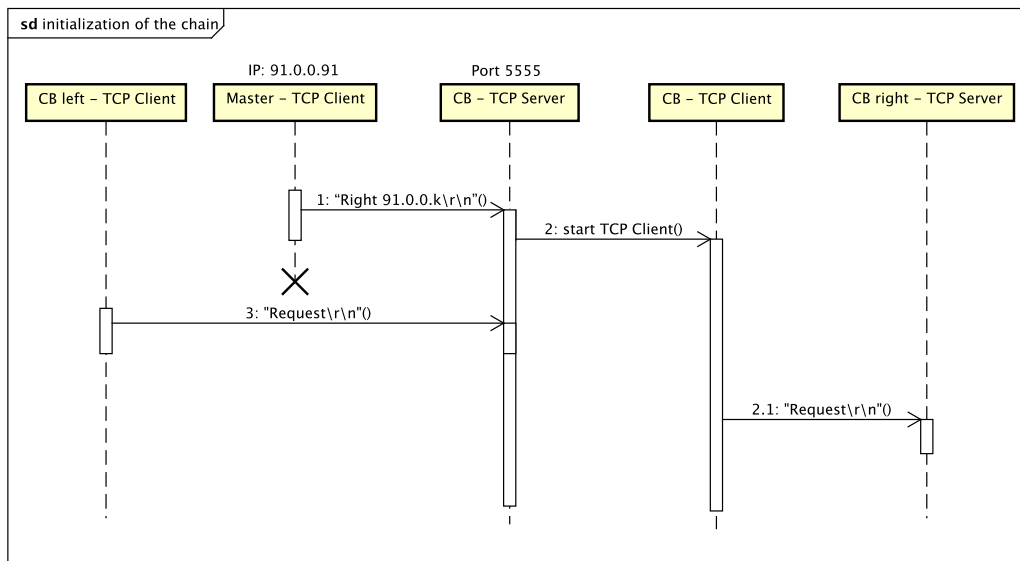 sd initialization of the chain
IP: 91.0.0.91
Port 5555
CB left – TCP Client
Master – TCP Client
CB – TCP Server
CB – TCP Client
CB right – TCP Server
1: “Right 91.0.0.k\r\n”()
2: start TCP Client()
3: "Request\r\n"()
2.1: "Request\r\n"()